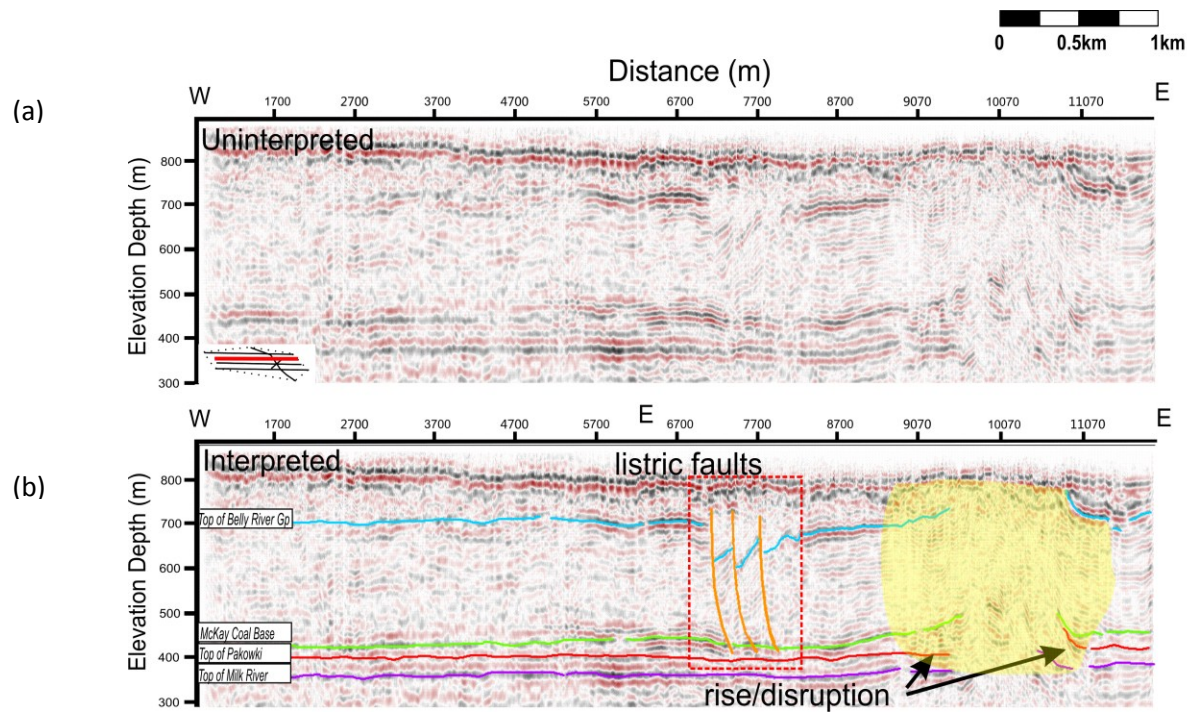 0 0.5km 1km
Distance (m)
(a)
W 1700 2700 3700 4700 5700 6700 7700 8700 9070 10070 11070 E
Uninterpreted
Elevation Depth (m)
800
700
600
500
400
300
E
W 1700 2700 3700 4700 5700 6700 7700 8700 9070 10070 11070 E
(b)
Interpreted
listric faults
Elevation Depth (m)
800
700
Top of Belly River Gp
600
500
McKay Coal Base
400
Top of Pakowki
Top of Milk River
300
rise/disruption